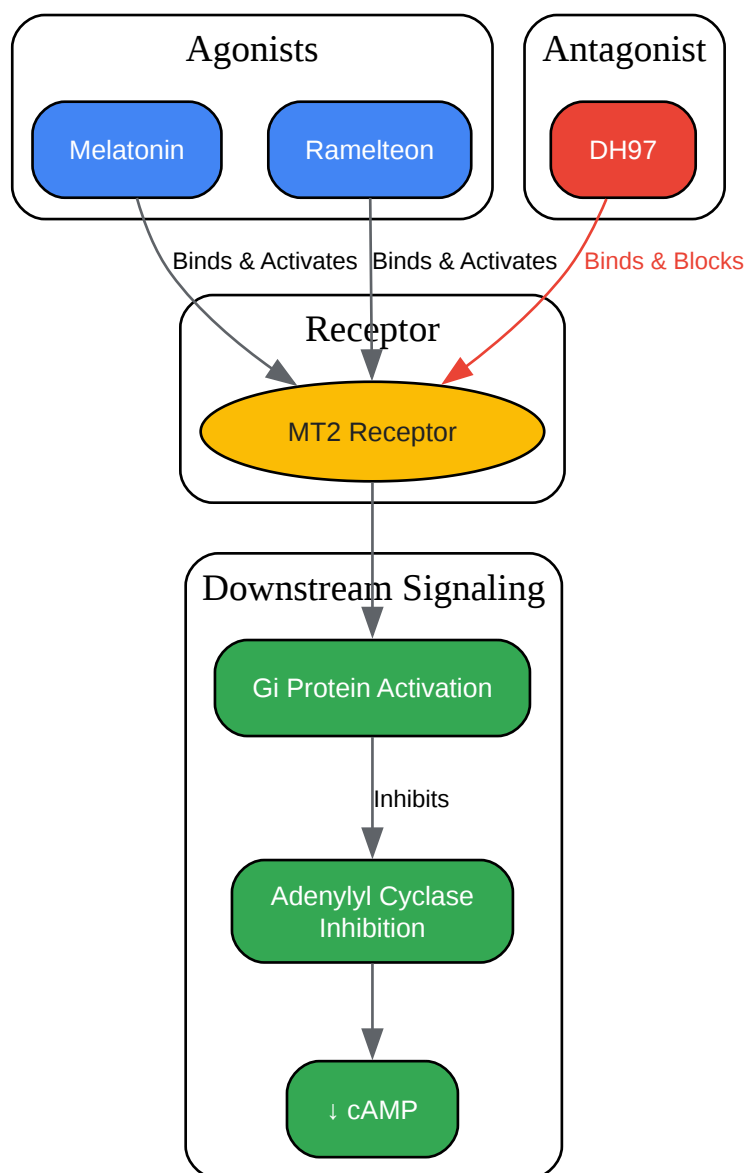 Agonists
Antagonist
Melatonin
Ramelteon
DH97
Binds & Activates
Binds & Activates
Binds & Blocks
Receptor
MT2 Receptor
Downstream Signaling
Gi Protein Activation
Inhibits
Adenylyl Cyclase
Inhibition
↓ cAMP